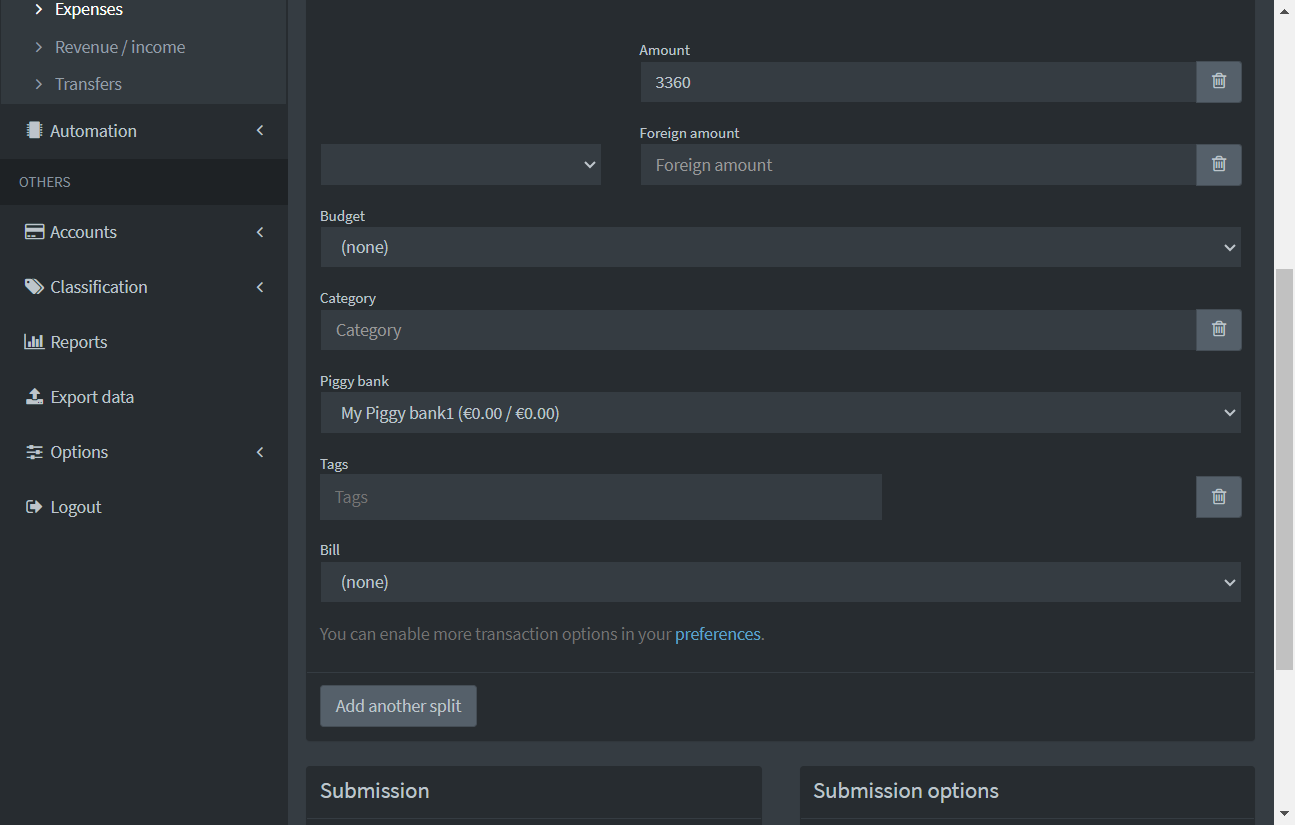 Expenses
Revenue / income
Transfers
Automation
OTHERS
Accounts
Classification
Reports
Export data
Options
Logout
Amount
3360
Foreign amount
Foreign amount
Budget
(none)
Category
Category
Piggy bank
My Piggy bank1 (€0.00 / €0.00)
Tags
Tags
Bill
(none)
You can enable more transaction options in your preferences.
Add another split
Submission
Submission options